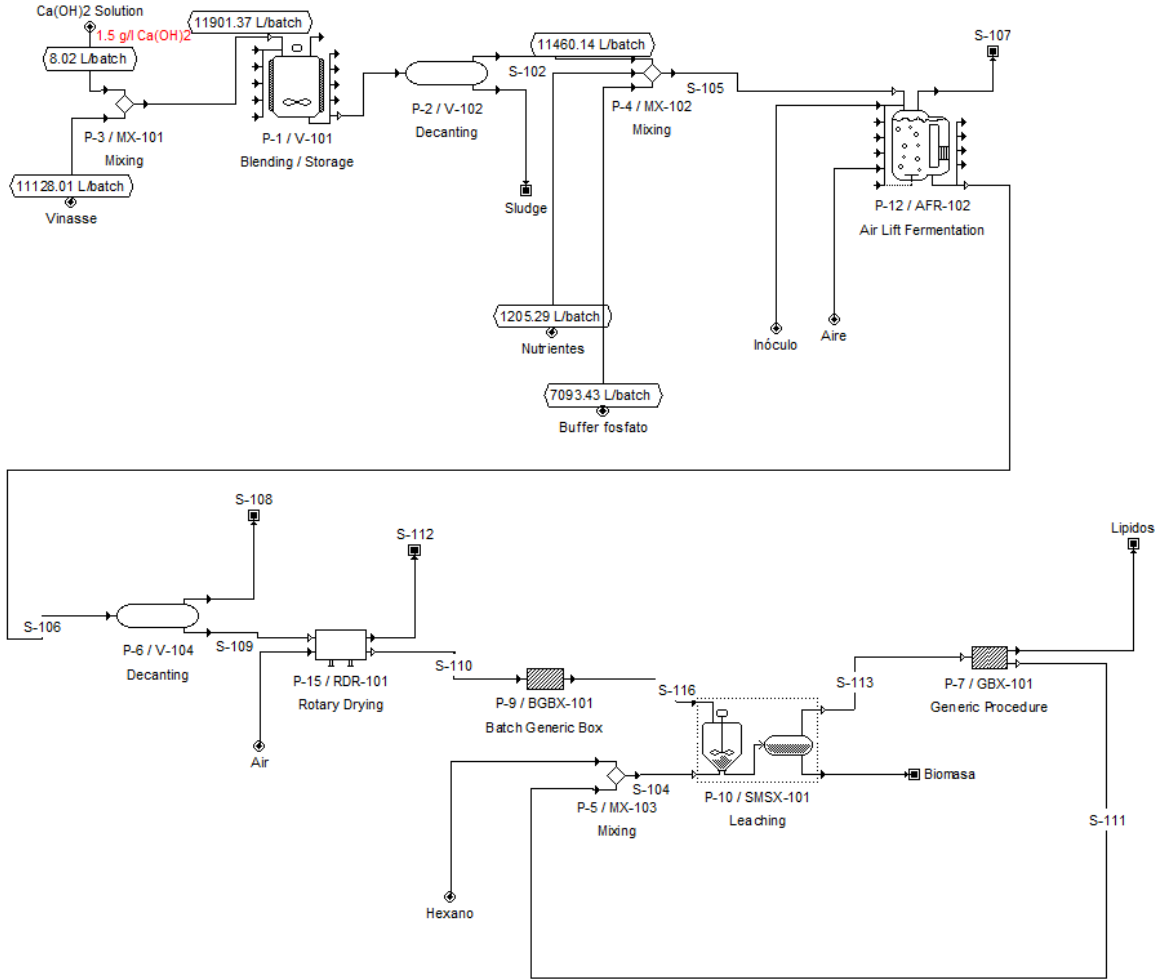 Ca(OH)2 Solution
1.5 g/l Ca(OH)2
11901.37 L/batch
8.02 L/batch
P-3 / MX-101
Mixing
11128.01 L/batch
Vinasse
P-1 / V-101
Blending / Storage
S-102
P-2 / V-102
Decanting
Sludge
11460.14 L/batch
S-105
P-4 / MX-102
Mixing
1205.29 L/batch
Nutrientes
7093.43 L/batch
Buffer fosfato
S-107
P-12 / AFR-102
Air Lift Fermentation
Inóculo
Aire
S-106
S-108
P-6 / V-104
Decanting
S-109
S-112
P-15 / RDR-101
Rotary Drying
Air
S-110
P-9 / BGBX-101
Batch Generic Box
S-116
P-5 / MX-103
Mixing
S-104
Hexano
P-10 / SMSX-101
Leaching
S-113
Biomasa
P-7 / GBX-101
Generic Procedure
Lipidos
S-111